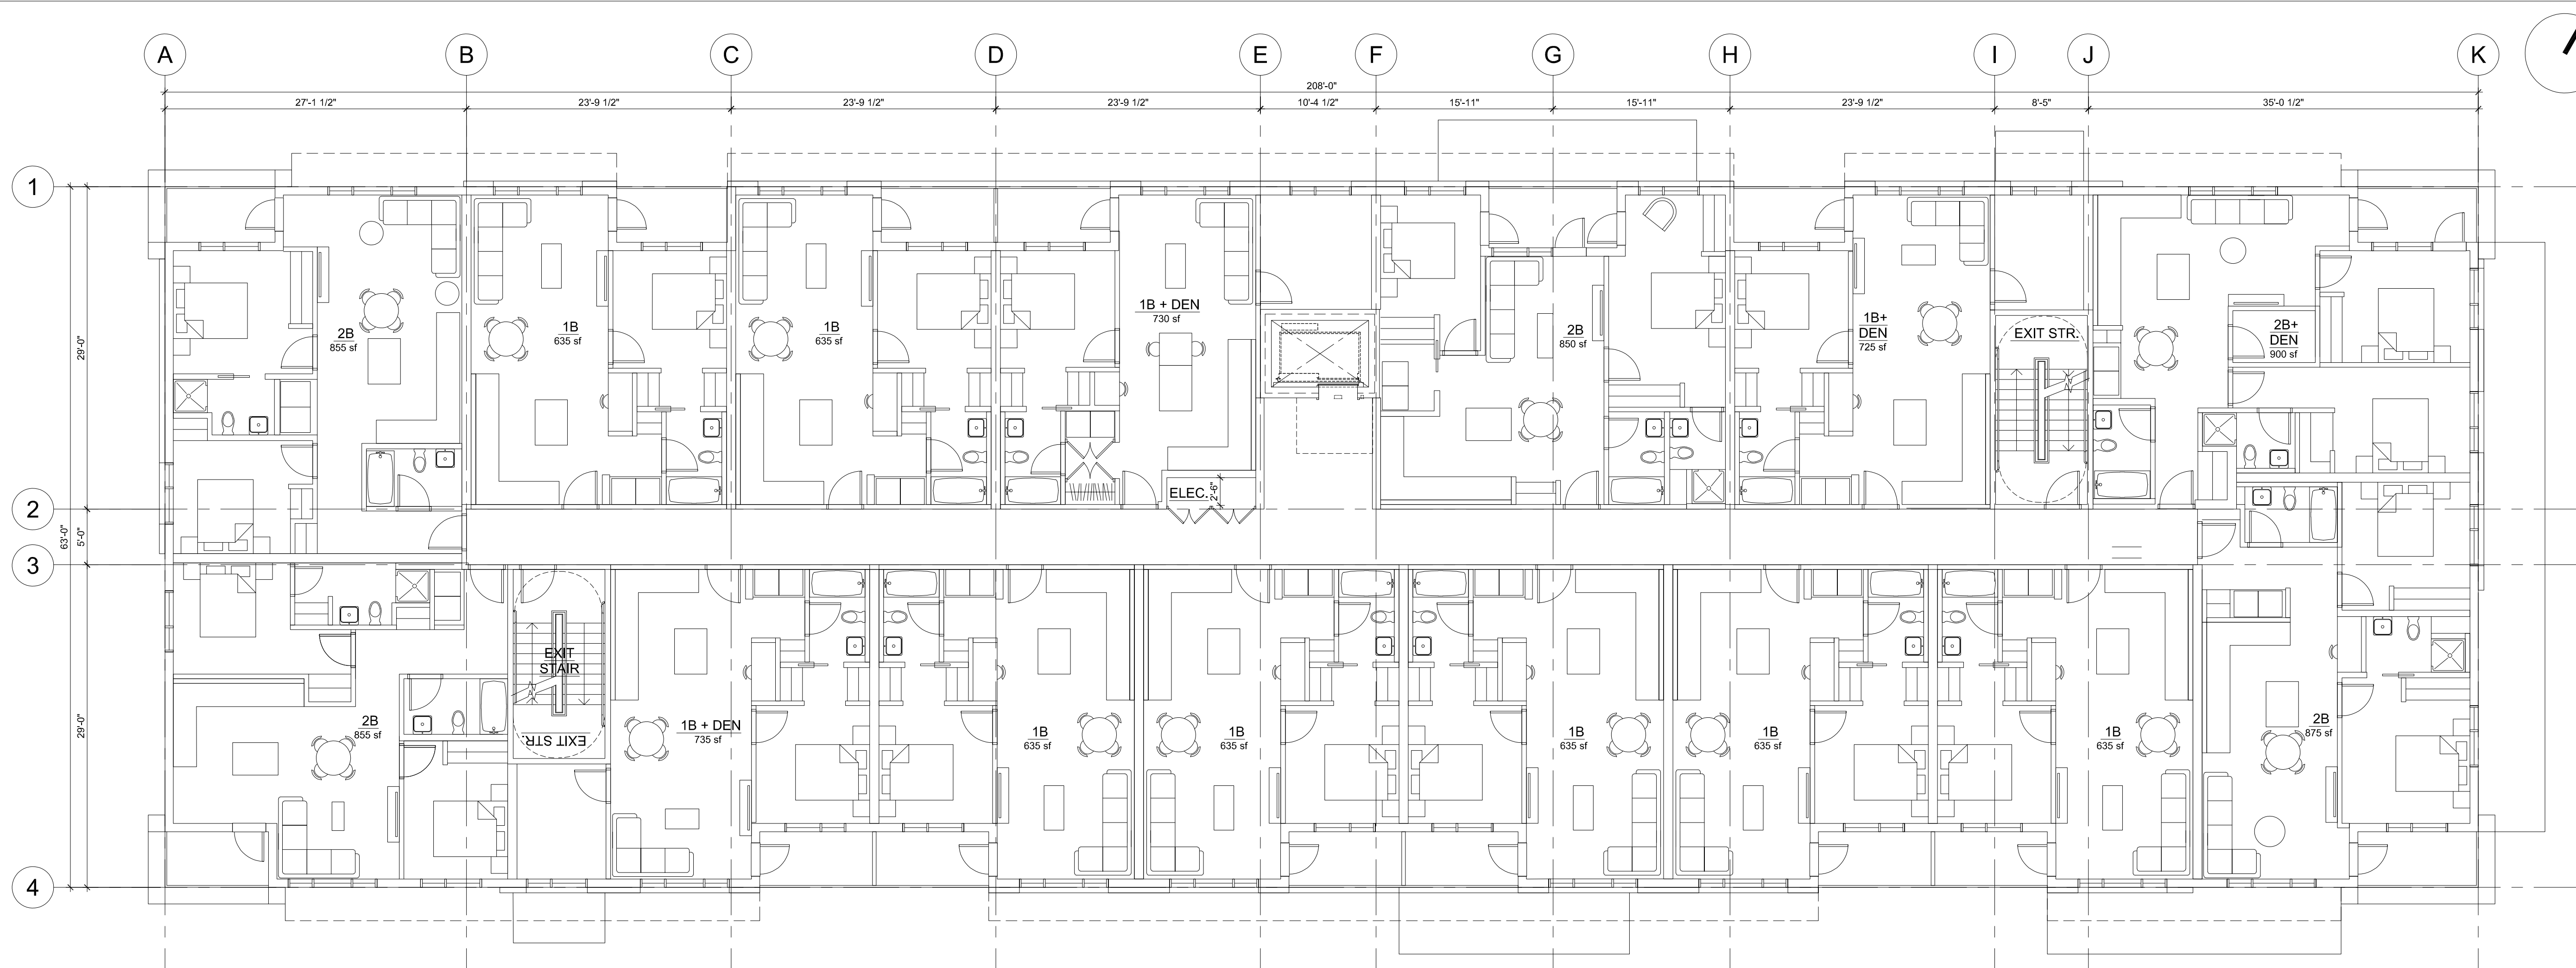 A B C D E F G H I J K
208'-0"
27'-1 1/2" 23'-9 1/2" 23'-9 1/2" 23'-9 1/2" 10'-4 1/2" 15'-11" 15'-11" 23'-9 1/2" 8'-5" 35'-0 1/2"
1
2B
855 sf
1B
635 sf
1B
635 sf
1B + DEN
730 sf
2B
850 sf
1B+
DEN
725 sf
EXIT STR.
2B+
DEN
900 sf
29'-0"
ELEC.
2'-6"
2
63'-0"
5'-0"
3
29'-0"
2B
855 sf
EXIT
STAIR
EXIT STR.
1B + DEN
735 sf
1B
635 sf
1B
635 sf
1B
635 sf
1B
635 sf
1B
635 sf
2B
875 sf
4